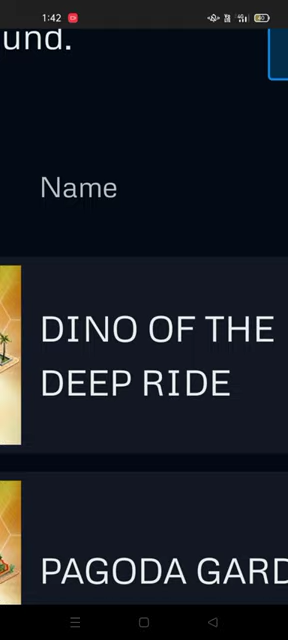 1:42
und.
Name
DINO OF THE
DEEP RIDE
PAGODA GARD